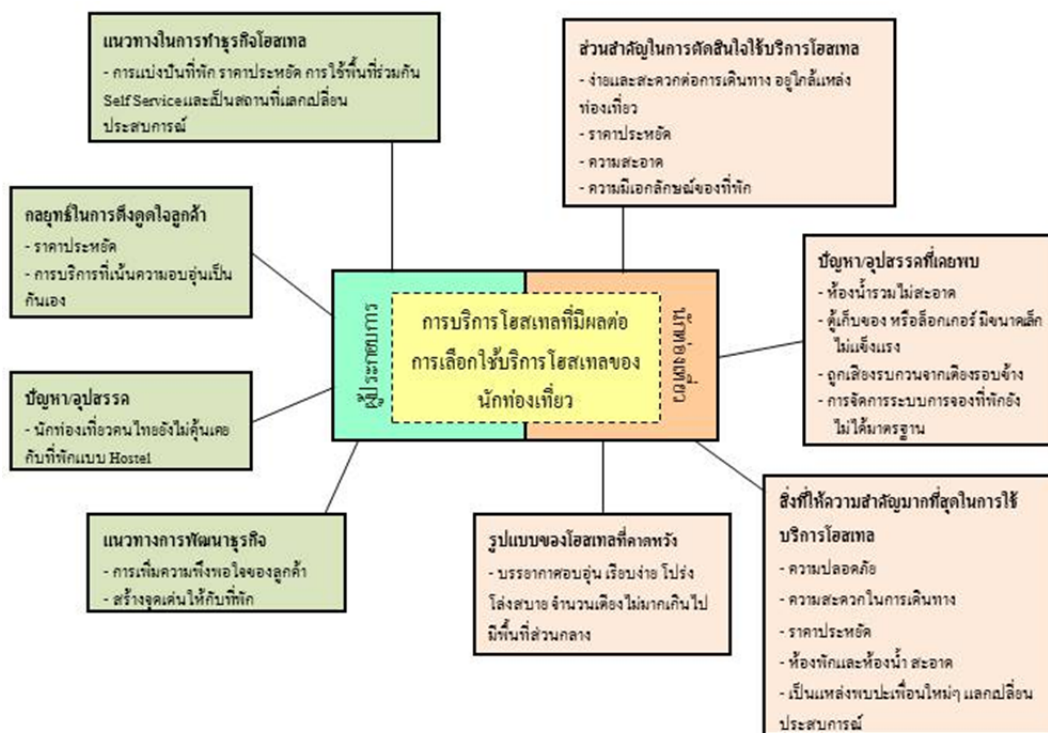 แนวทางในการทำธุรกิจโฮสเทล
- การแบ่งปันที่พัก ราคาประหยัด การใช้พื้นที่ร่วมกัน
Self Service และเป็นสถานที่แลกเปลี่ยน
ประสบการณ์
ส่วนสำคัญในการตัดสินใจใช้บริการโฮสเทล
- ง่ายและสะดวกต่อการเดินทาง อยู่ใกล้แหล่ง
ท่องเที่ยว
- ราคาประหยัด
- ความสะอาด
- ความมีเอกลักษณ์ของที่พัก
กลยุทธ์ในการดึงดูดใจลูกค้า
- ราคาประหยัด
- การบริการที่เน้นความอบอุ่นเป็น
กันเอง
ปัญหา/อุปสรรคที่เคยพบ
- ห้องน้ำรวมไม่สะอาด
- ตู้เก็บของ หรือล็อกเกอร์ มีขนาดเล็ก
ไม่แข็งแรง
- ถูกเสียงรบกวนจากเตียงรอบข้าง
- การจัดการระบบการจองที่พักยัง
ไม่ได้มาตรฐาน
ผู้ประกอบการ
การบริการโฮสเทลที่มีผลต่อ
การเลือกใช้บริการโฮสเทลของ
นักท่องเที่ยว
นักท่องเที่ยว
ปัญหา/อุปสรรค
- นักท่องเที่ยวคนไทยยังไม่คุ้นเคย
กับที่พักแบบ Hostel
แนวทางการพัฒนาธุรกิจ
- การเพิ่มความพึงพอใจของลูกค้า
- สร้างจุดเด่นให้กับที่พัก
รูปแบบของโฮสเทลที่คาดหวัง
- บรรยากาศอบอุ่น เรียบง่าย โปร่ง
โล่งสบาย จำนวนเตียงไม่มากเกินไป
มีพื้นที่ส่วนกลาง
สิ่งที่ให้ความสำคัญมากที่สุดในการใช้
บริการโฮสเทล
- ความปลอดภัย
- ความสะดวกในการเดินทาง
- ราคาประหยัด
- ห้องพักและห้องน้ำ สะอาด
- เป็นแหล่งพบปะเพื่อนใหม่ๆ แลกเปลี่ยน
ประสบการณ์